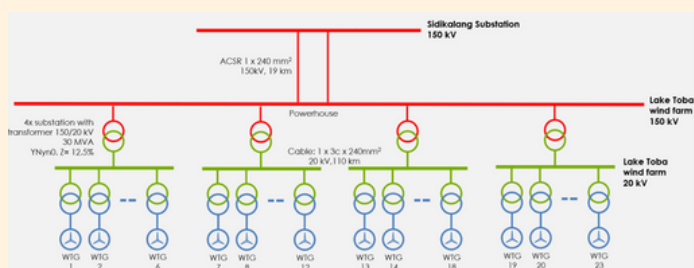 Sidikalang Substation
150 kV
ACSR 1 x 240 mm²
150kV, 19 km
Lake Toba
wind farm
150 kV
Powerhouse
4x substation with
transformer 150/20 kV
30 MVA
YNyn0, Z= 12.5%
Cable: 1 x 3c x 240mm²
20 kV,110 km
Lake Toba
wind farm
20 kV
WTG WTG WTG WTG WTG WTG WTG WTG WTG WTG WTG WTG
1 2 6 7 8 12 13 14 18 19 20 23